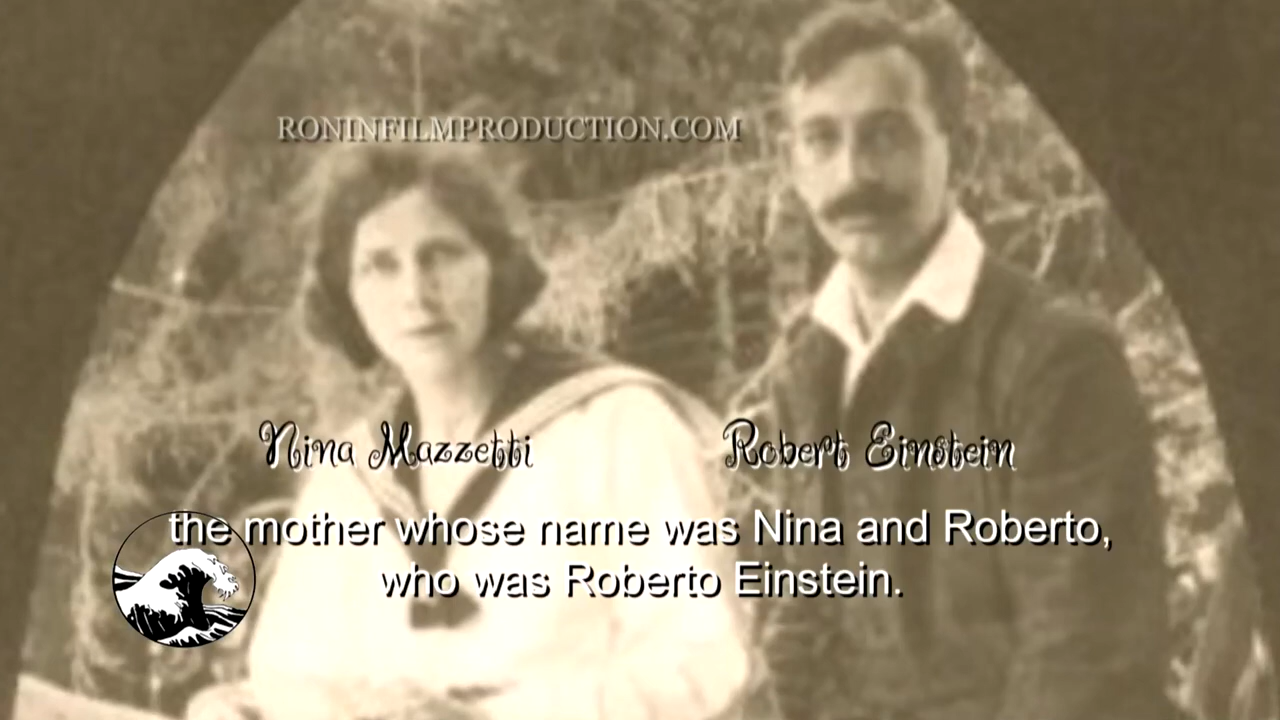 RONINFILMPRODUCTION.COM
Nina Mazzetti
Robert Einstein
the mother whose name was Nina and Roberto,
who was Roberto Einstein.